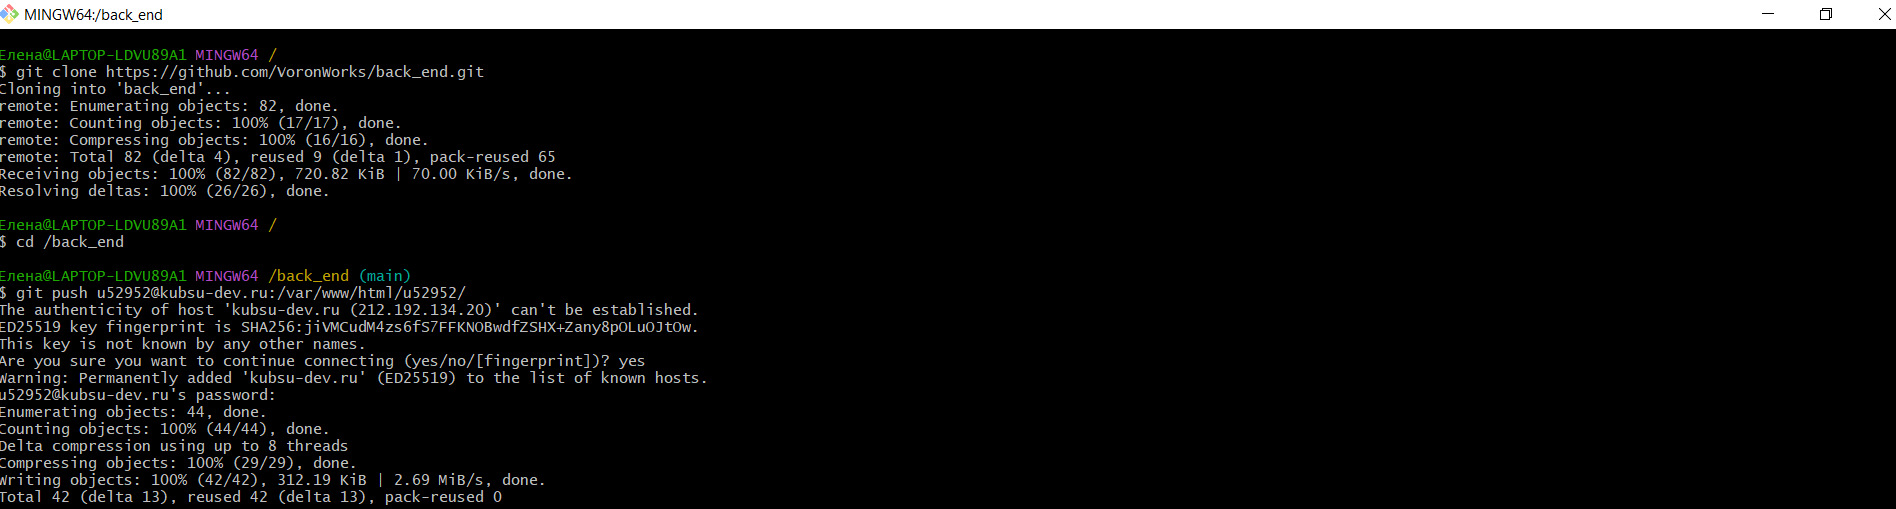 MINGW64:/back_end
Елена@LAPTOP-LDVU89A1 MINGW64 /
$ git clone https://github.com/VoronWorks/back_end.git
Cloning into 'back_end'...
remote: Enumerating objects: 82, done.
remote: Counting objects: 100% (17/17), done.
remote: Compressing objects: 100% (16/16), done.
remote: Total 82 (delta 4), reused 9 (delta 1), pack-reused 65
Receiving objects: 100% (82/82), 720.82 KiB | 70.00 KiB/s, done.
Resolving deltas: 100% (26/26), done.
Елена@LAPTOP-LDVU89A1 MINGW64 /
$ cd /back_end
Елена@LAPTOP-LDVU89A1 MINGW64 /back_end (main)
$ git push u52952@kubsu-dev.ru:/var/www/html/u52952/
The authenticity of host 'kubsu-dev.ru (212.192.134.20)' can't be established.
ED25519 key fingerprint is SHA256:jiVMCudM4zs6fS7FFKNOBwdfZSHX+Zany8pOLuOJtOw.
This key is not known by any other names.
Are you sure you want to continue connecting (yes/no/[fingerprint])? yes
Warning: Permanently added 'kubsu-dev.ru' (ED25519) to the list of known hosts.
u52952@kubsu-dev.ru's password:
Enumerating objects: 44, done.
Counting objects: 100% (44/44), done.
Delta compression using up to 8 threads
Compressing objects: 100% (29/29), done.
Writing objects: 100% (42/42), 312.19 KiB | 2.69 MiB/s, done.
Total 42 (delta 13), reused 42 (delta 13), pack-reused 0